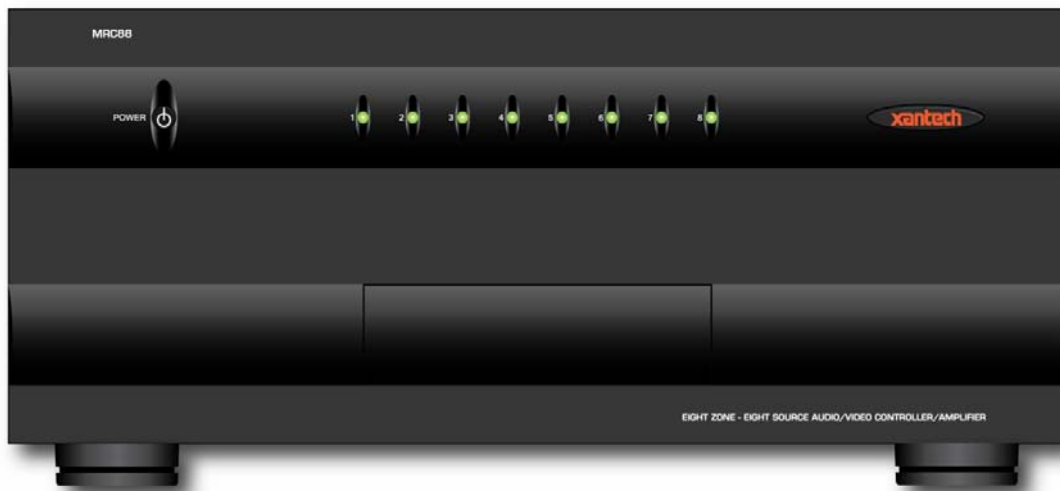 MRC88
POWER 1 2 3 4 5 6 7 8 xantech
EIGHT ZONE - EIGHT SOURCE AUDIO/VIDEO CONTROLLER/AMPLIFIER